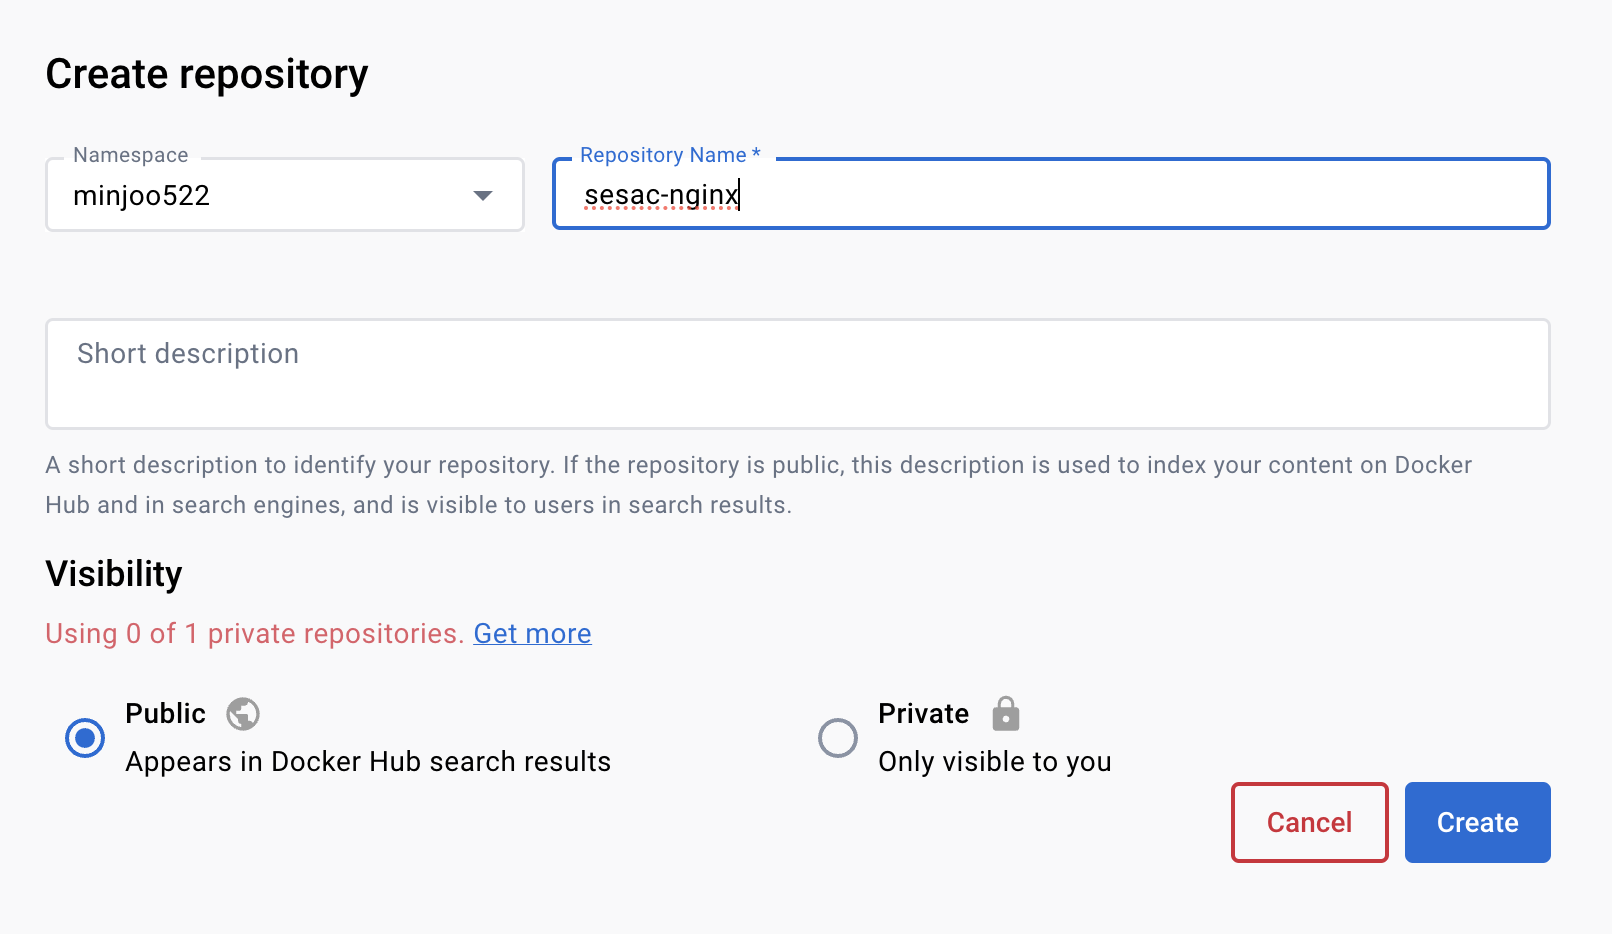 Create repository
Namespace
minjoo522
Repository Name *
sesac-nginx
Short description
A short description to identify your repository. If the repository is public, this description is used to index your content on Docker
Hub and in search engines, and is visible to users in search results.
Visibility
Using 0 of 1 private repositories. Get more
Public
Appears in Docker Hub search results
Private
Only visible to you
Cancel
Create